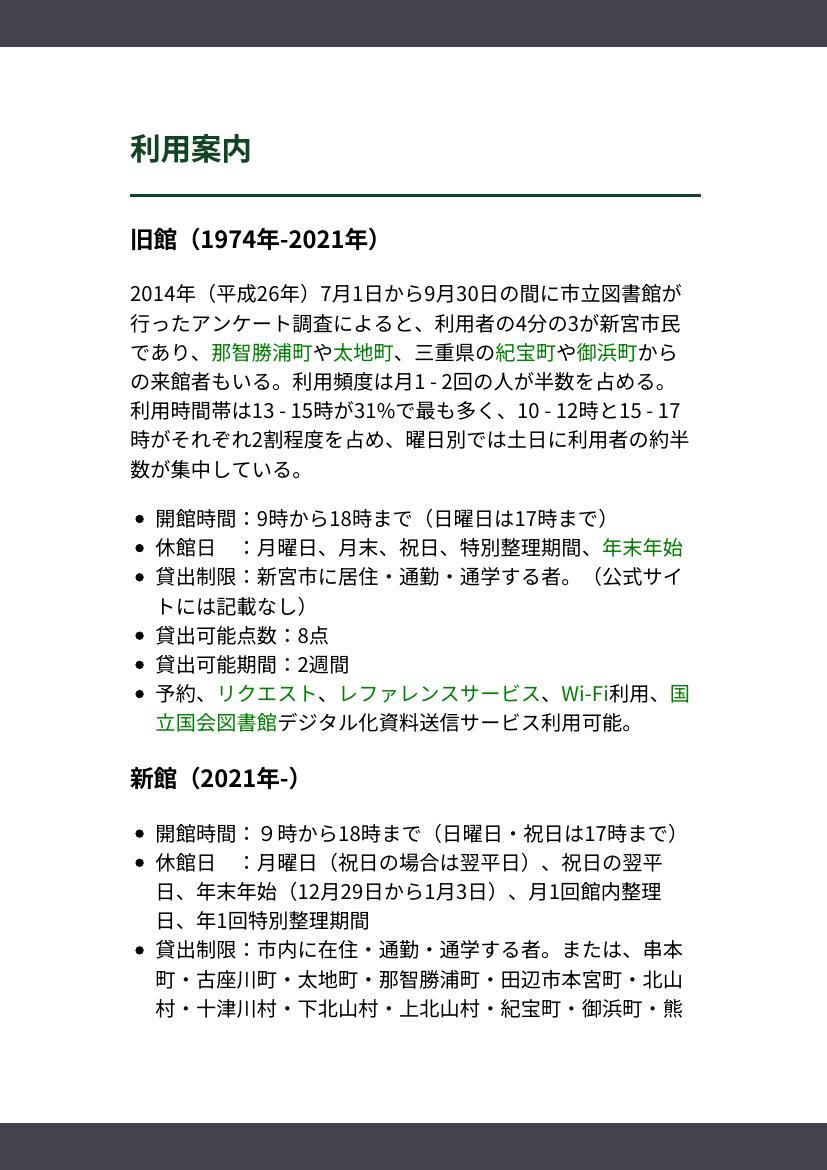 利用案内
旧館（1974年-2021年）
2014年（平成26年）7月1日から9月30日の間に市立図書館が
行ったアンケート調査によると、利用者の4分の3が新宮市民
であり、那智勝浦町や太地町、三重県の紀宝町や御浜町から
の来館者もいる。利用頻度は月1 - 2回の人が半数を占める。
利用時間帯は13 - 15時が31%で最も多く、10 - 12時と15 - 17
時がそれぞれ2割程度を占め、曜日別では土日に利用者の約半
数が集中している。
• 開館時間：9時から18時まで（日曜日は17時まで）
• 休館日　：月曜日、月末、祝日、特別整理期間、年末年始
• 貸出制限：新宮市に居住・通勤・通学する者。（公式サイ
トには記載なし）
• 貸出可能点数：8点
• 貸出可能期間：2週間
• 予約、リクエスト、レファレンスサービス、Wi-Fi利用、国
立国会図書館デジタル化資料送信サービス利用可能。
新館（2021年-）
• 開館時間：９時から18時まで（日曜日・祝日は17時まで）
• 休館日　：月曜日（祝日の場合は翌平日）、祝日の翌平
日、年末年始（12月29日から1月3日）、月1回館内整理
日、年1回特別整理期間
• 貸出制限：市内に在住・通勤・通学する者。または、串本
町・古座川町・太地町・那智勝浦町・田辺市本宮町・北山
村・十津川村・下北山村・上北山村・紀宝町・御浜町・熊